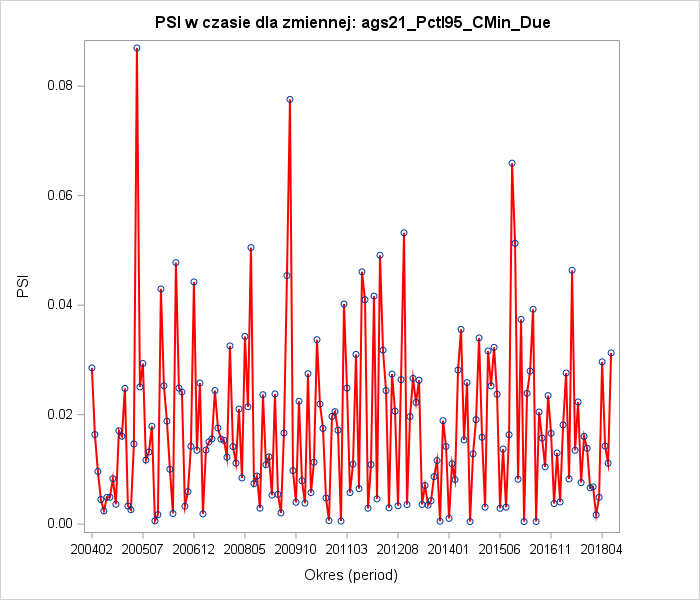 PSI w czasie dla zmiennej: ags21_Pctl95_CMin_Due
0.08
0.06
0.04
0.02
0.00
PSI
200402 200507 200612 200805 200910 201103 201208 201401 201506 201611 201804
Okres (period)